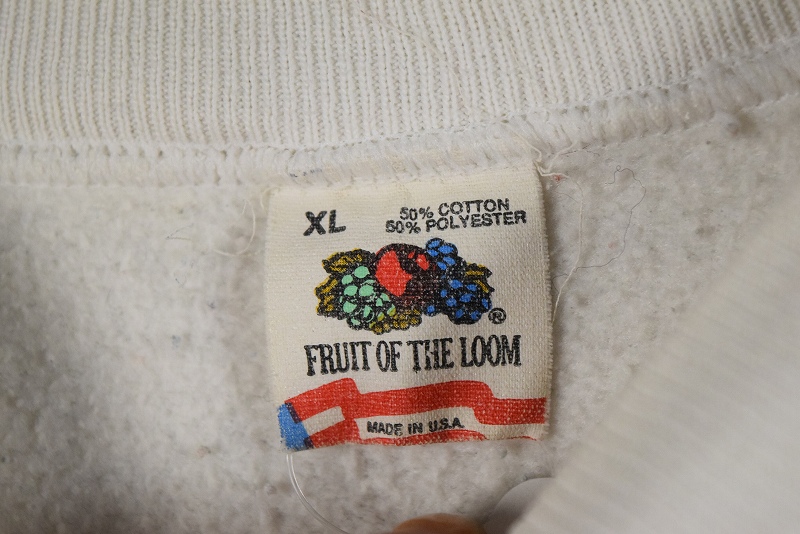 XL
50% COTTON
50% POLYESTER
®
FRUIT OF THE LOOM
MADE IN U.S.A.